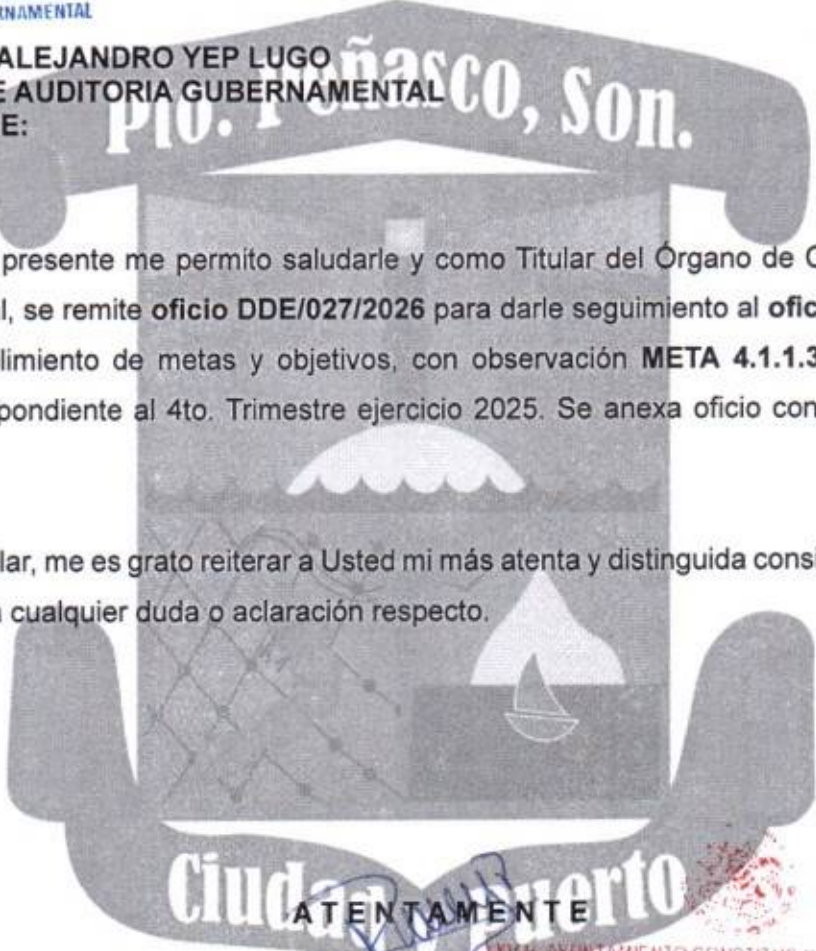 RNAMENTAL
ALEJANDRO YEP LUGO
E AUDITORIA GUBERNAMENTAL
E:
Pto. Peñasco, Son.
presente me permito saludarle y como Titular del Órgano de C
l, se remite oficio DDE/027/2026 para darle seguimiento al ofic
limiento de metas y objetivos, con observación META 4.1.1.3
pondiente al 4to. Trimestre ejercicio 2025. Se anexa oficio con
lar, me es grato reiterar a Usted mi más atenta y distinguida consi
cualquier duda o aclaración respecto.
Ciudad Puerto
ATENTAMENTE
AYUNTAMIENTO